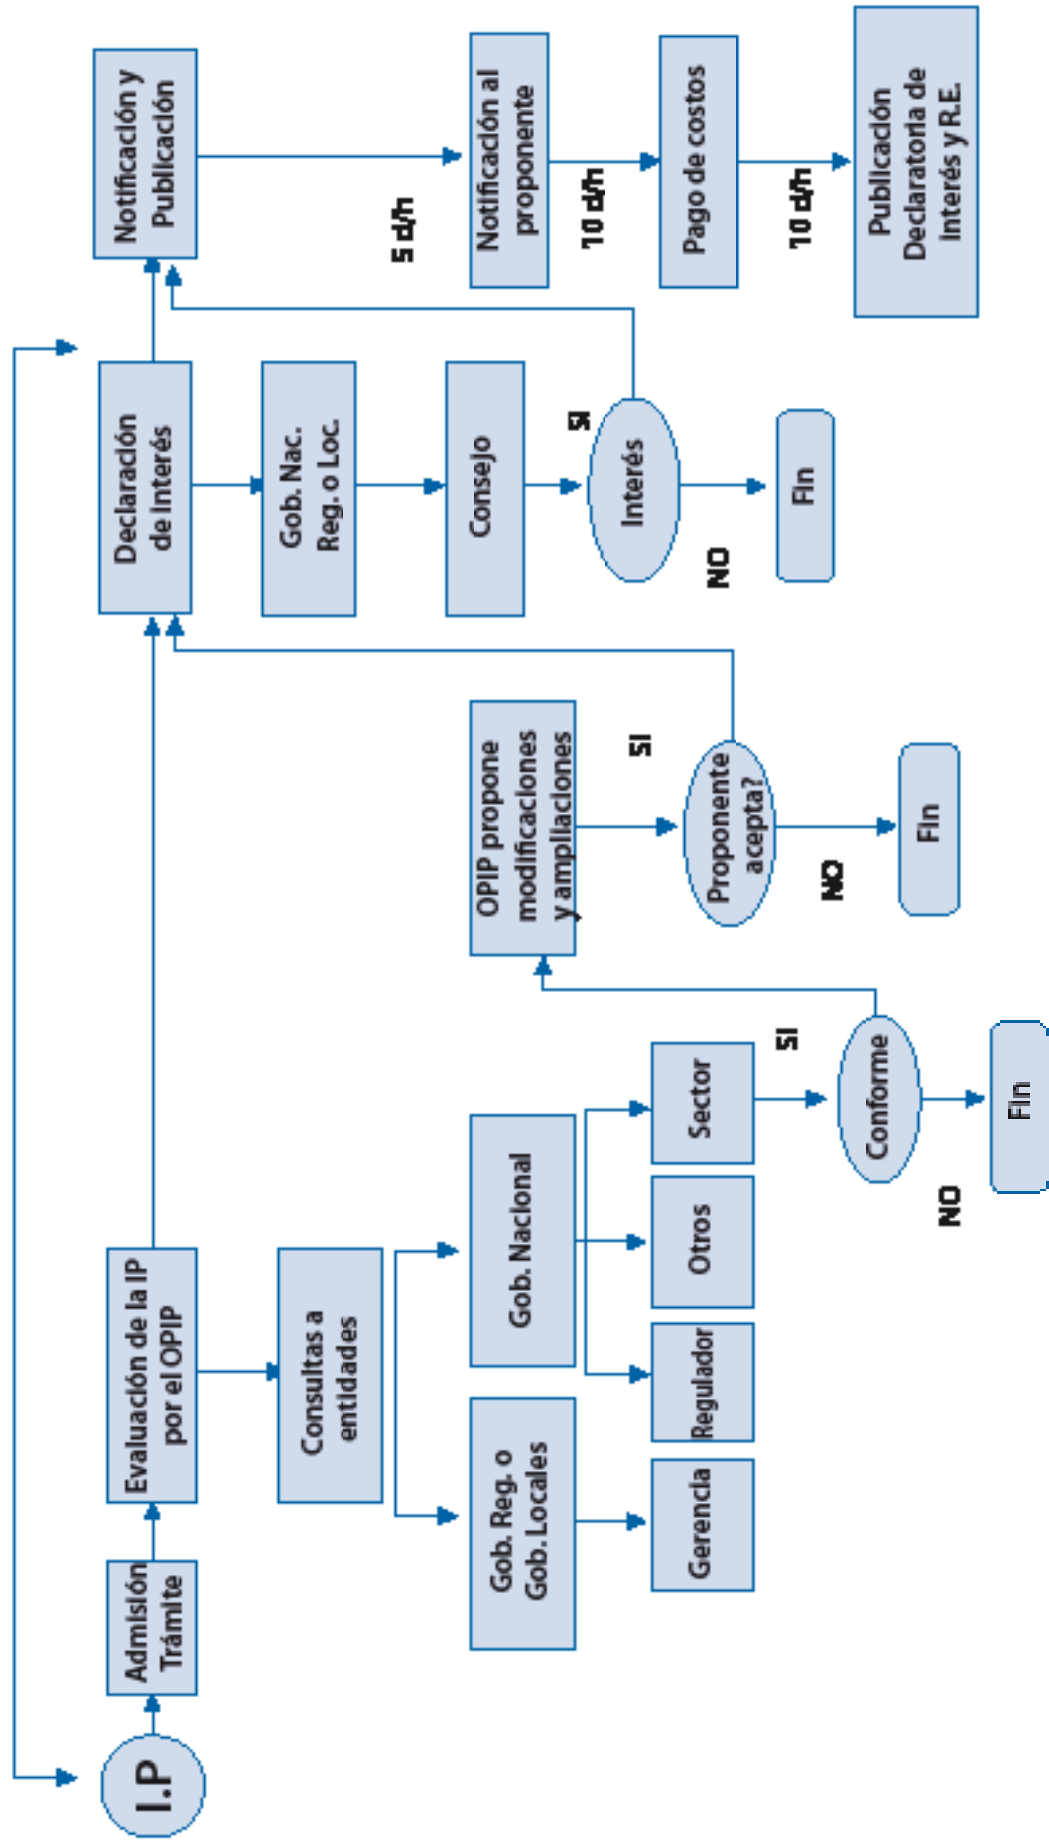 I.P
Admisión
Trámite
Evaluación de la IP
por el OPIP
Declaración
de Interés
Notificación y
Publicación
Consultas a
entidades
Gob. Nac.
Reg. o Loc.
Gob. Reg. o
Gob. Locales
Gob. Nacional
OPIP propone
modificaciones
y ampliaciones
Consejo
5 d/h
Notificación al
proponente
Gerencia
Regulador
Otros
Sector
SI
Proponente
acepta?
SI
Interés
10 d/h
Pago de costos
SI
Conforme
NO
Fin
NO
Fin
NO
Fin
10 d/h
Publicación
Declaratoria de
Interés y R.E.